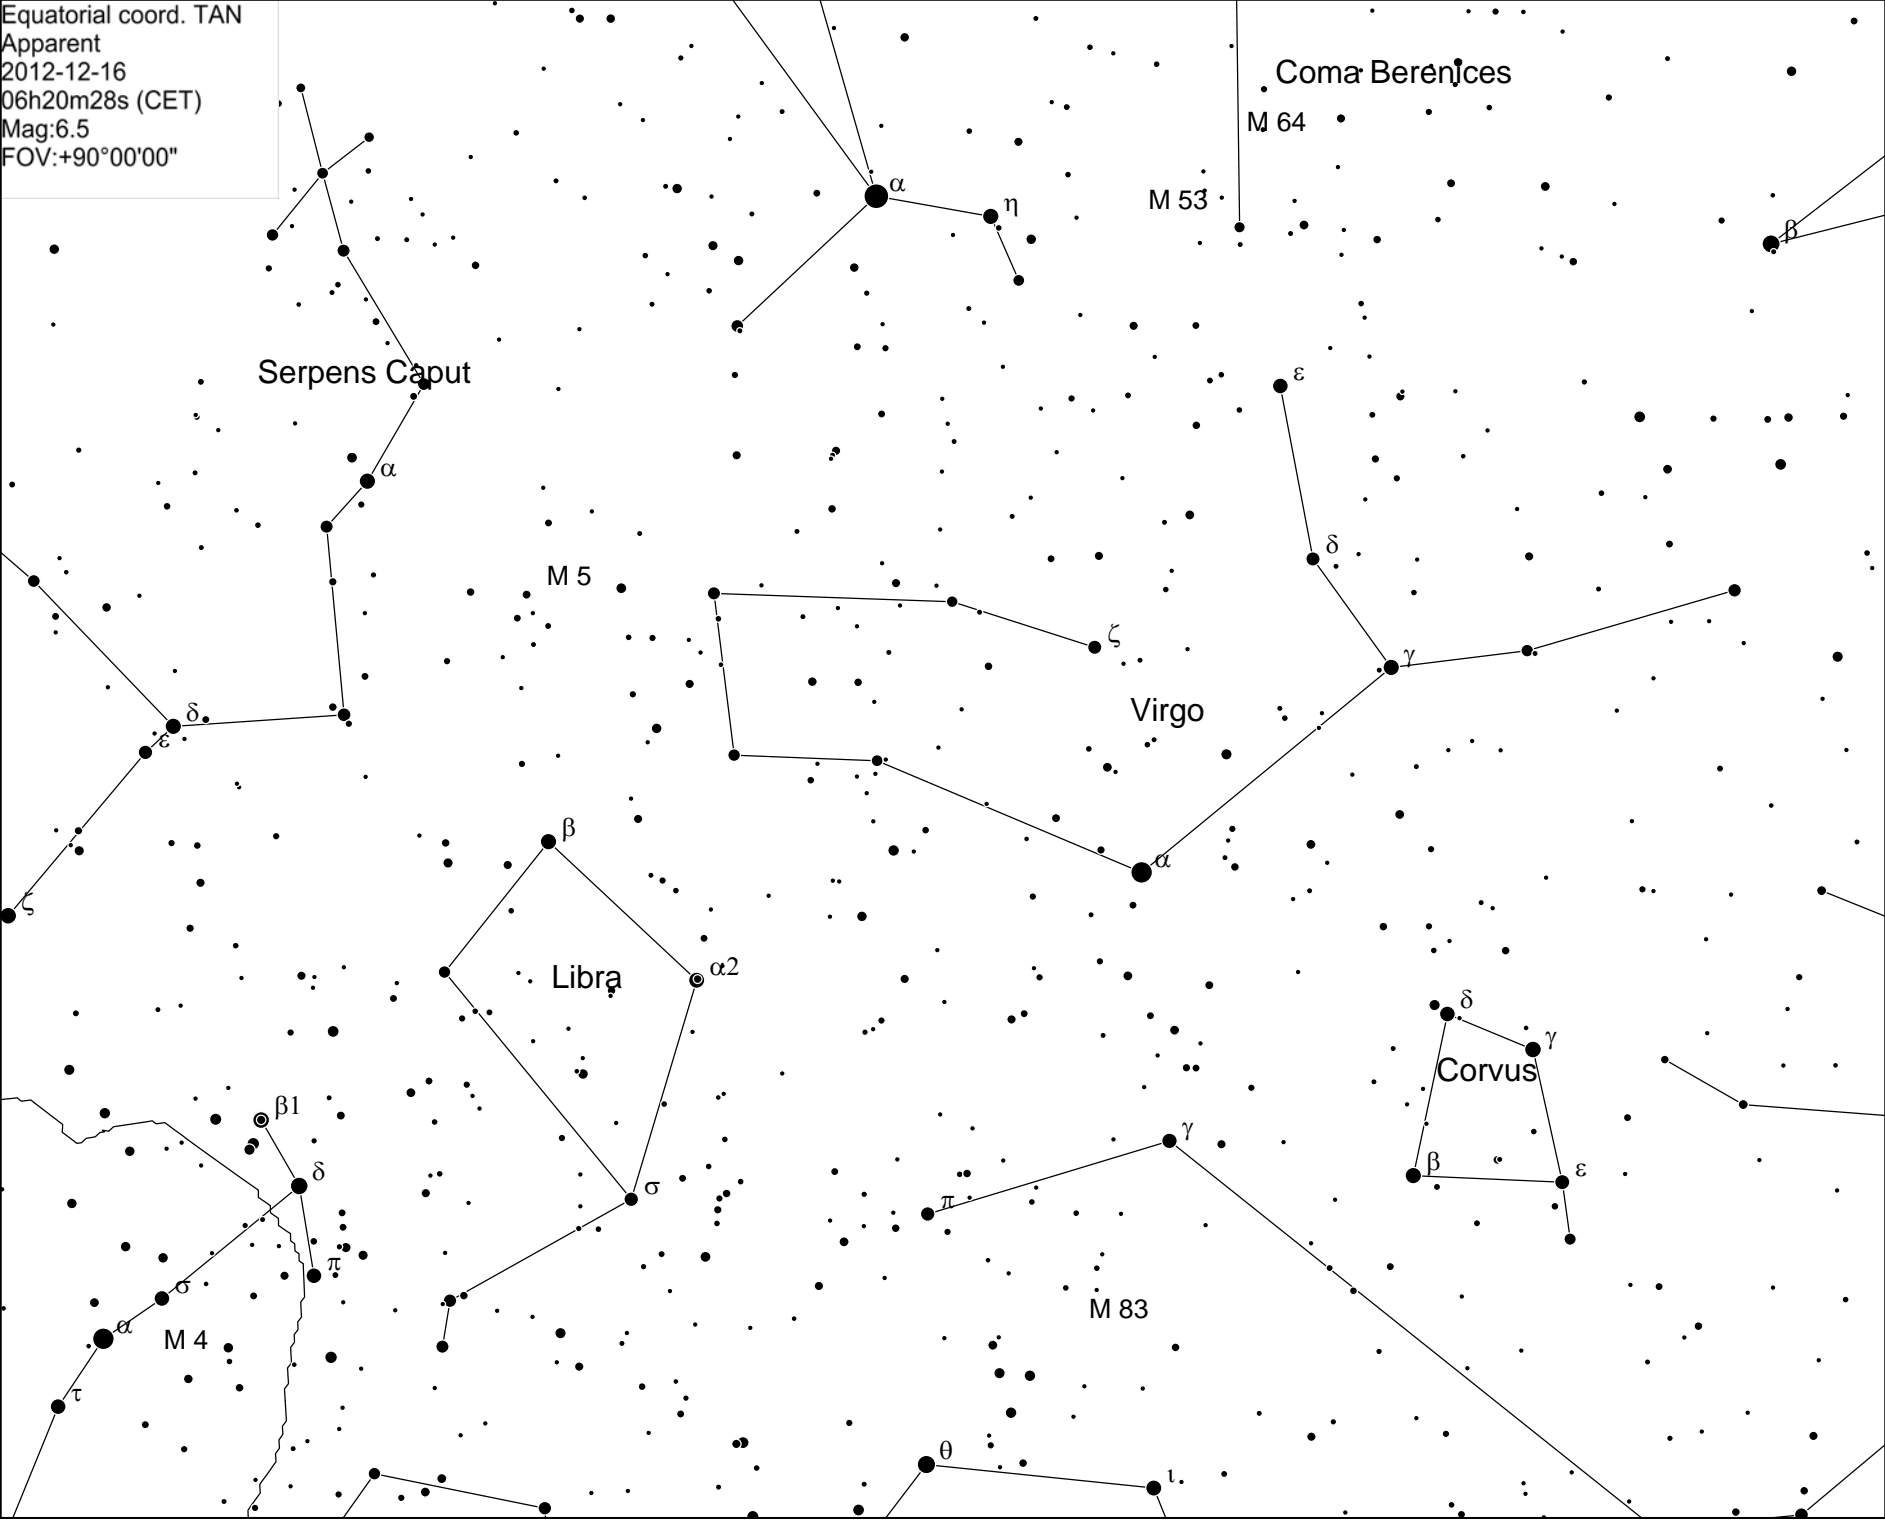 Equatorial coord. TAN
Apparent
2012-12-16
06h20m28s (CET)
Mag:6.5
FOV:+90°00'00"
Coma Berenices
M 64
α
η
M 53
β
Serpens Caput
ε
α
δ
M 5
ζ
γ
Virgo
δ
ε
β
α
ζ
Libra
α2
δ
γ
Corvus
β1
γ
β
ε
δ
σ
π
π
σ
M 83
α
M 4
τ
θ
ι